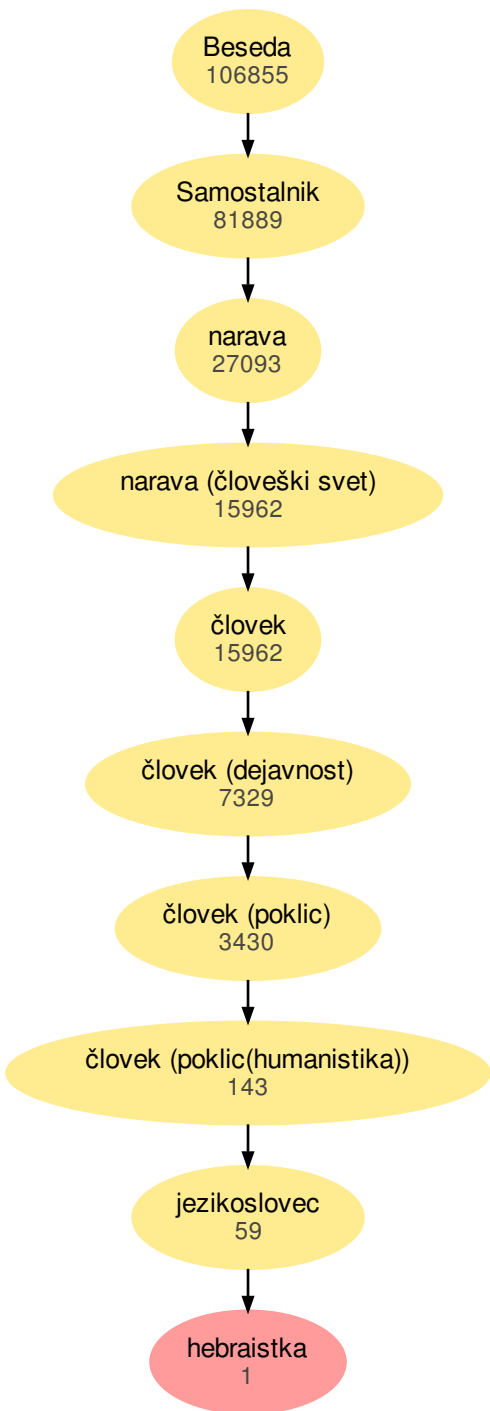 Beseda
106855
Samostalnik
81889
narava
27093
narava (človeški svet)
15962
človek
15962
človek (dejavnost)
7329
človek (poklic)
3430
človek (poklic(humanistika))
143
jezikoslovec
59
hebraistka
1